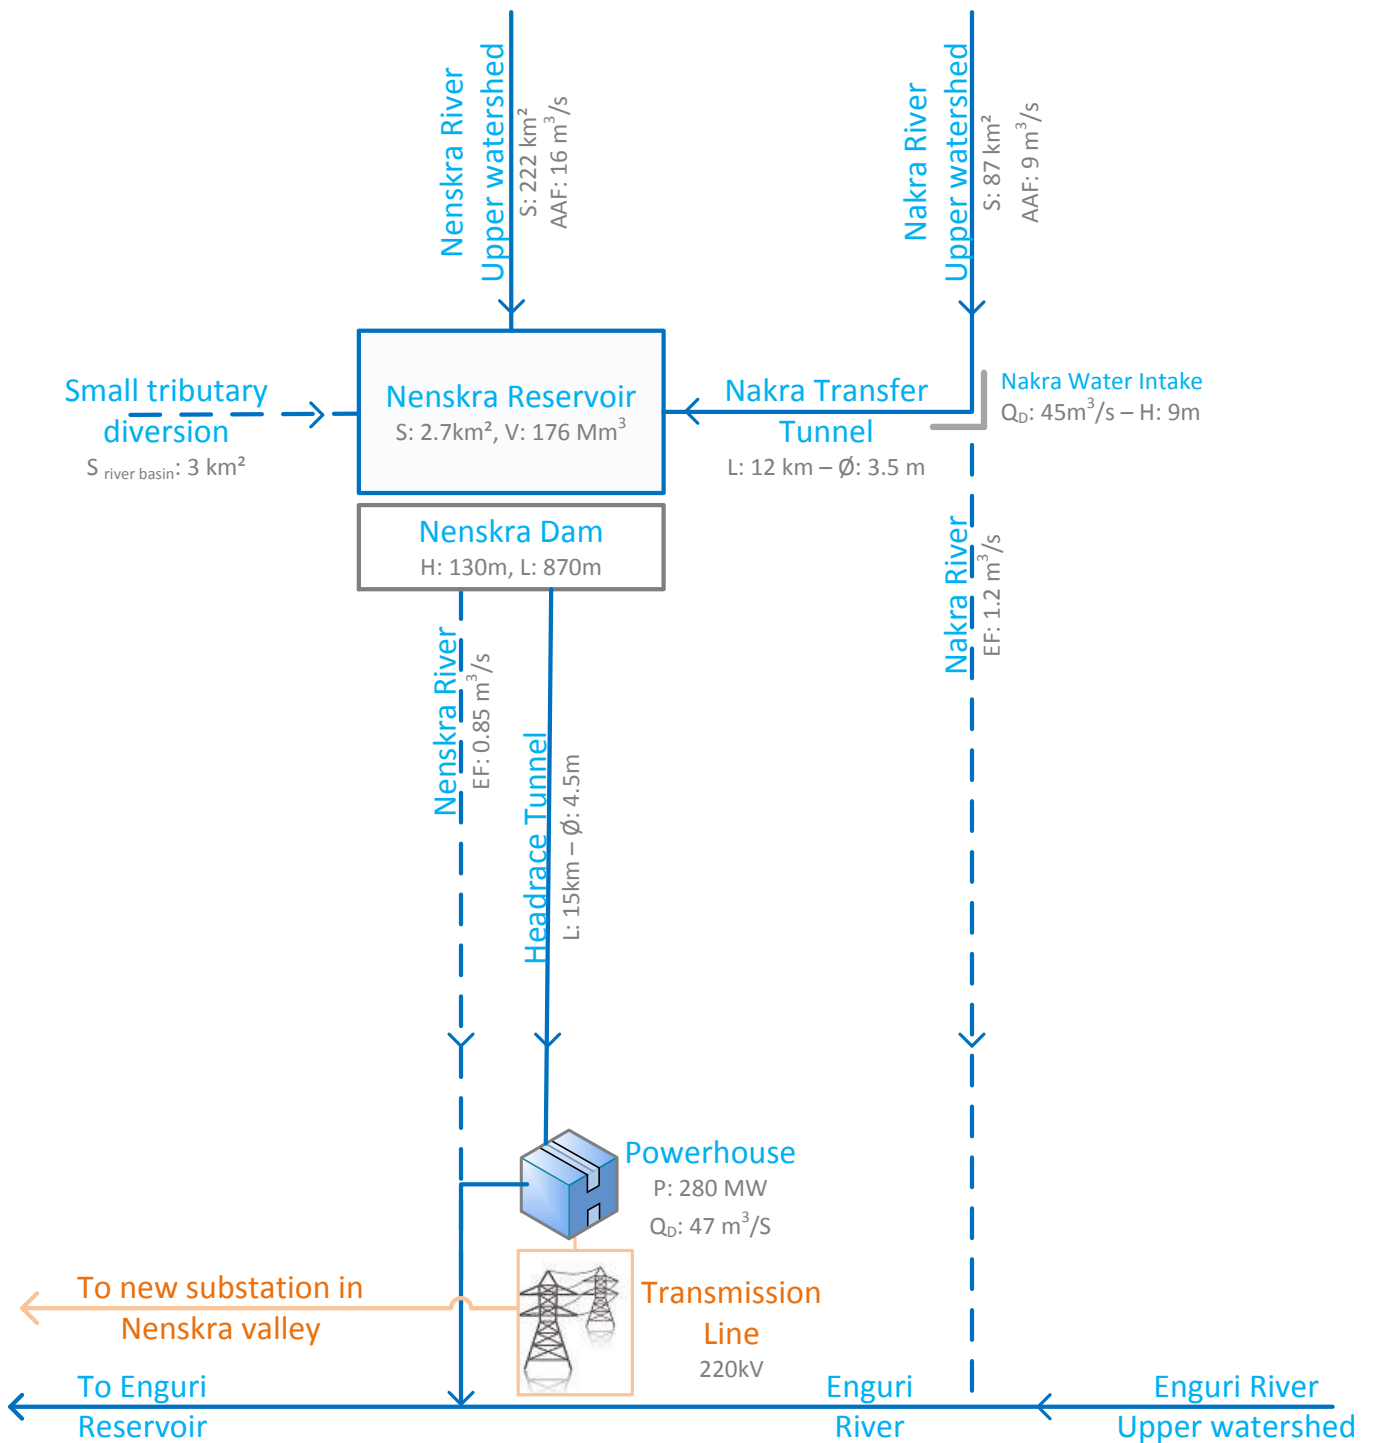 Nenskra River
Upper watershed
S: 222 km²
AAF: 16 m³/s
Nakra River
Upper watershed
S: 87 km²
AAF: 9 m³/s
Small tributary
diversion
S river basin: 3 km²
Nenskra Reservoir
S: 2.7km², V: 176 Mm³
Nakra Transfer
Tunnel
L: 12 km – Ø: 3.5 m
Nakra Water Intake
QD: 45m³/s – H: 9m
Nenskra Dam
H: 130m, L: 870m
Nenskra River
EF: 0.85 m³/s
Headrace Tunnel
L: 15km – Ø: 4.5m
Nakra River
EF: 1.2 m³/s
Powerhouse
P: 280 MW
QD: 47 m³/S
To new substation in
Nenskra valley
Transmission
Line
220kV
To Enguri
Reservoir
Enguri
River
Enguri River
Upper watershed